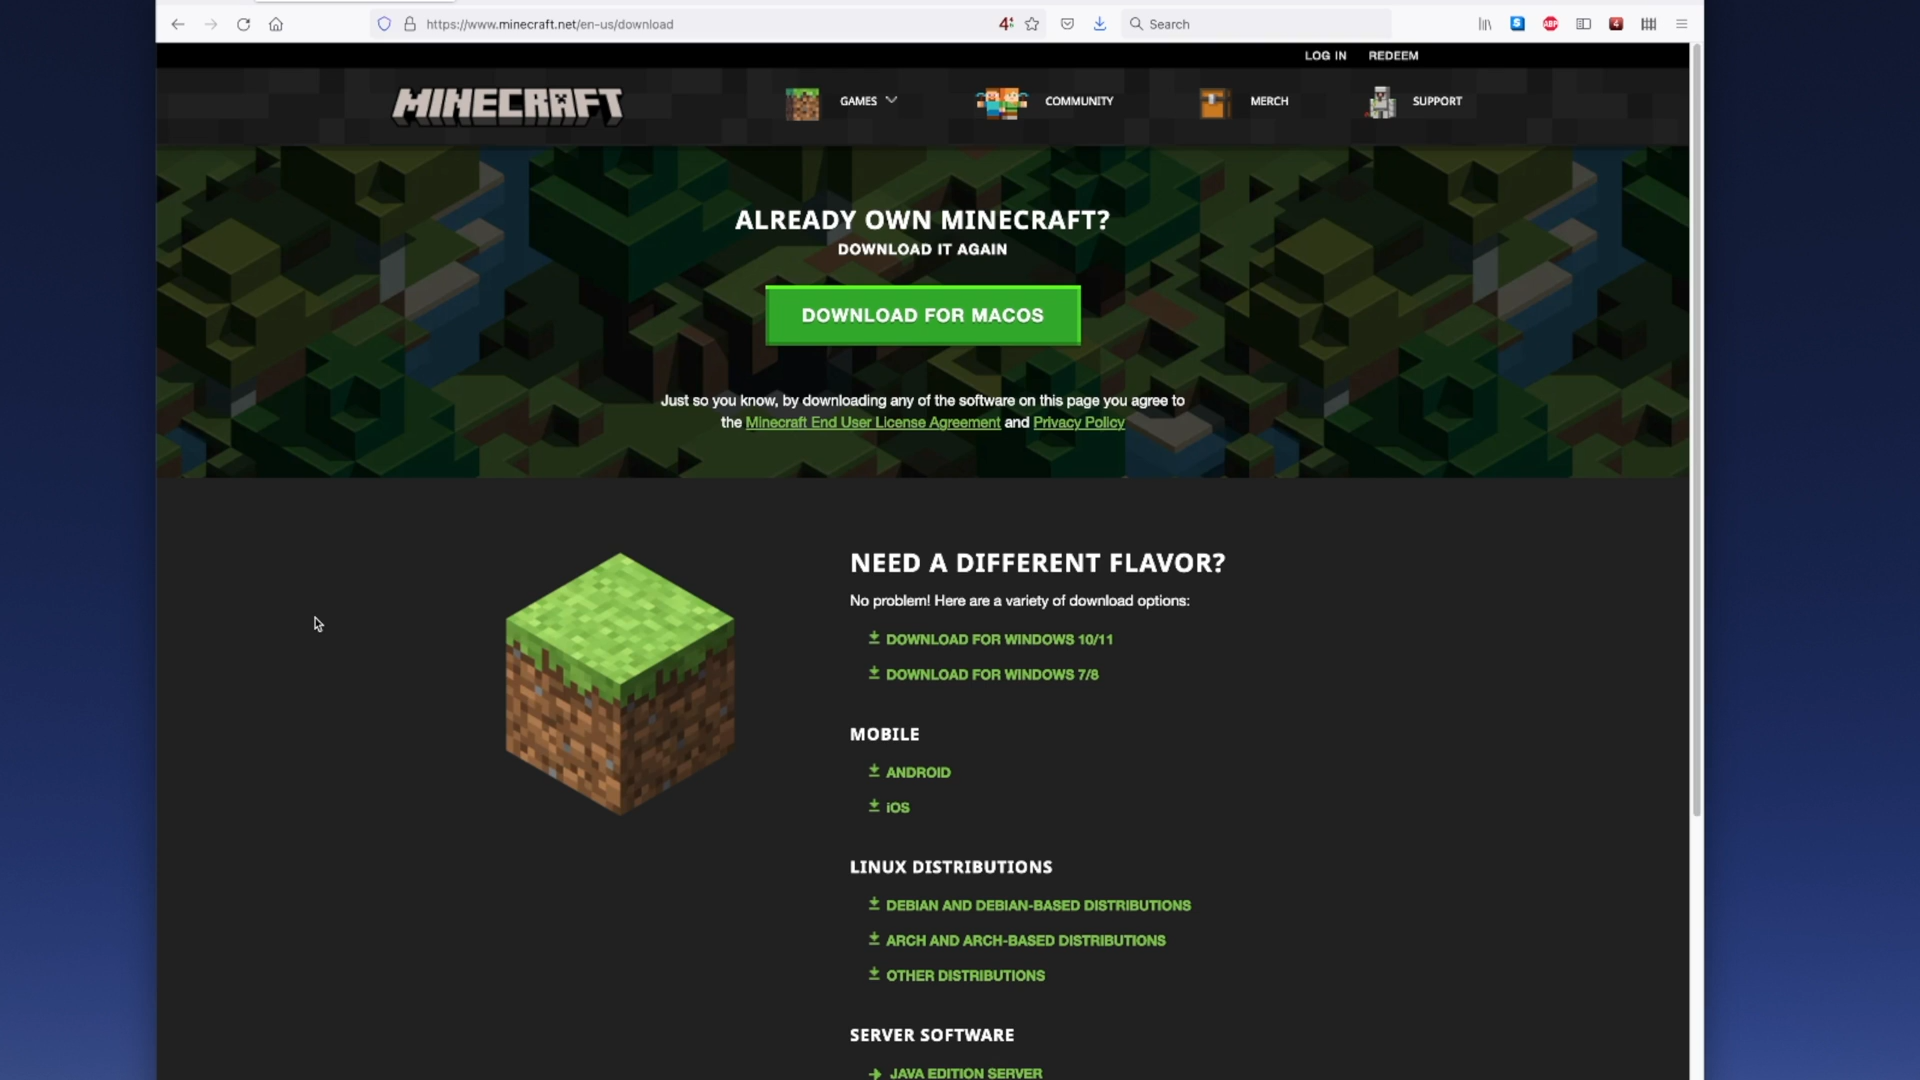 https://www.minecraft.net/en-us/download
Search
LOG IN
REDEEM
MINECRAFT
GAMES
COMMUNITY
MERCH
SUPPORT
ALREADY OWN MINECRAFT?
DOWNLOAD IT AGAIN
DOWNLOAD FOR MACOS
Just so you know, by downloading any of the software on this page you agree to
the Minecraft End User License Agreement and Privacy Policy
NEED A DIFFERENT FLAVOR?
No problem! Here are a variety of download options:
DOWNLOAD FOR WINDOWS 10/11
DOWNLOAD FOR WINDOWS 7/8
MOBILE
ANDROID
iOS
LINUX DISTRIBUTIONS
DEBIAN AND DEBIAN-BASED DISTRIBUTIONS
ARCH AND ARCH-BASED DISTRIBUTIONS
OTHER DISTRIBUTIONS
SERVER SOFTWARE
JAVA EDITION SERVER